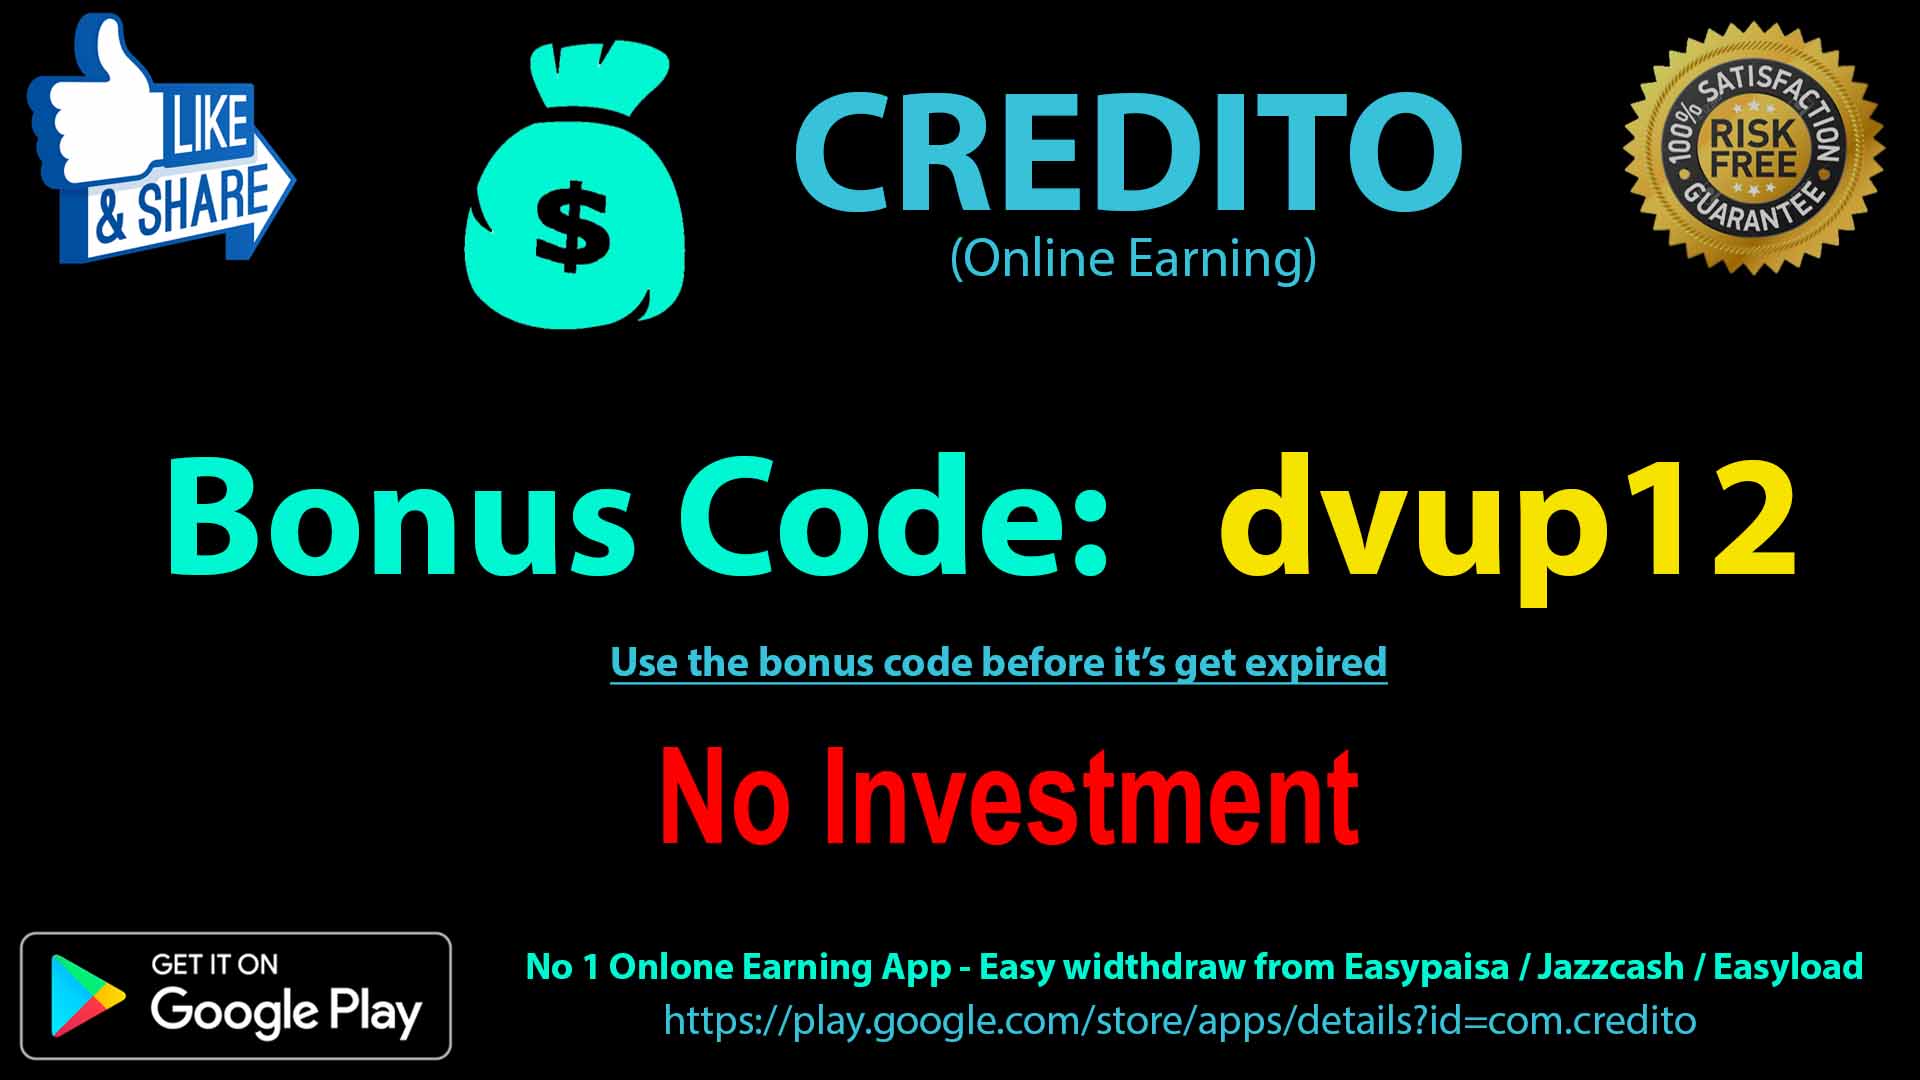 LIKE
& SHARE
CREDITO
(Online Earning)
100% SATISFACTION
RISK
FREE
GUARANTEE
Bonus Code: dvup12
Use the bonus code before it’s get expired
No Investment
GET IT ON
Google Play
No 1 Onlone Earning App - Easy widthdraw from Easypaisa / Jazzcash / Easyload
https://play.google.com/store/apps/details?id=com.credito